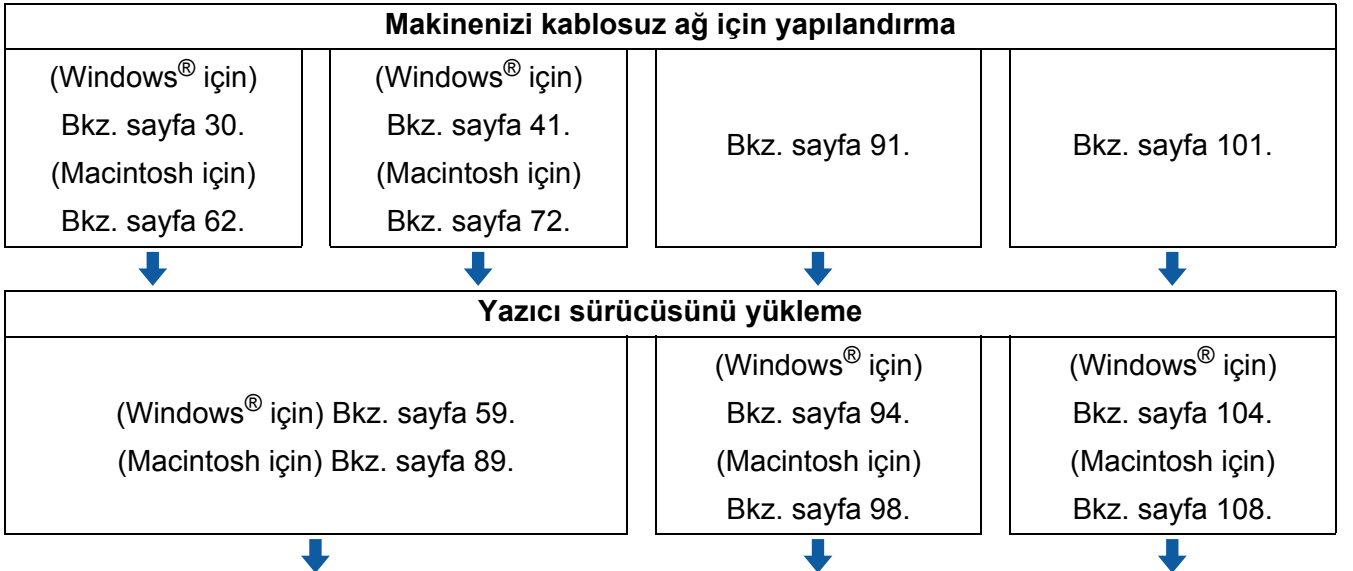 Makinenizi kablosuz ağ için yapılandırma
(Windows® için)
Bkz. sayfa 30.
(Macintosh için)
Bkz. sayfa 62.
(Windows® için)
Bkz. sayfa 41.
(Macintosh için)
Bkz. sayfa 72.
Bkz. sayfa 91.
Bkz. sayfa 101.
Yazıcı sürücüsünü yükleme
(Windows® için) Bkz. sayfa 59.
(Macintosh için) Bkz. sayfa 89.
(Windows® için)
Bkz. sayfa 94.
(Macintosh için)
Bkz. sayfa 98.
(Windows® için)
Bkz. sayfa 104.
(Macintosh için)
Bkz. sayfa 108.